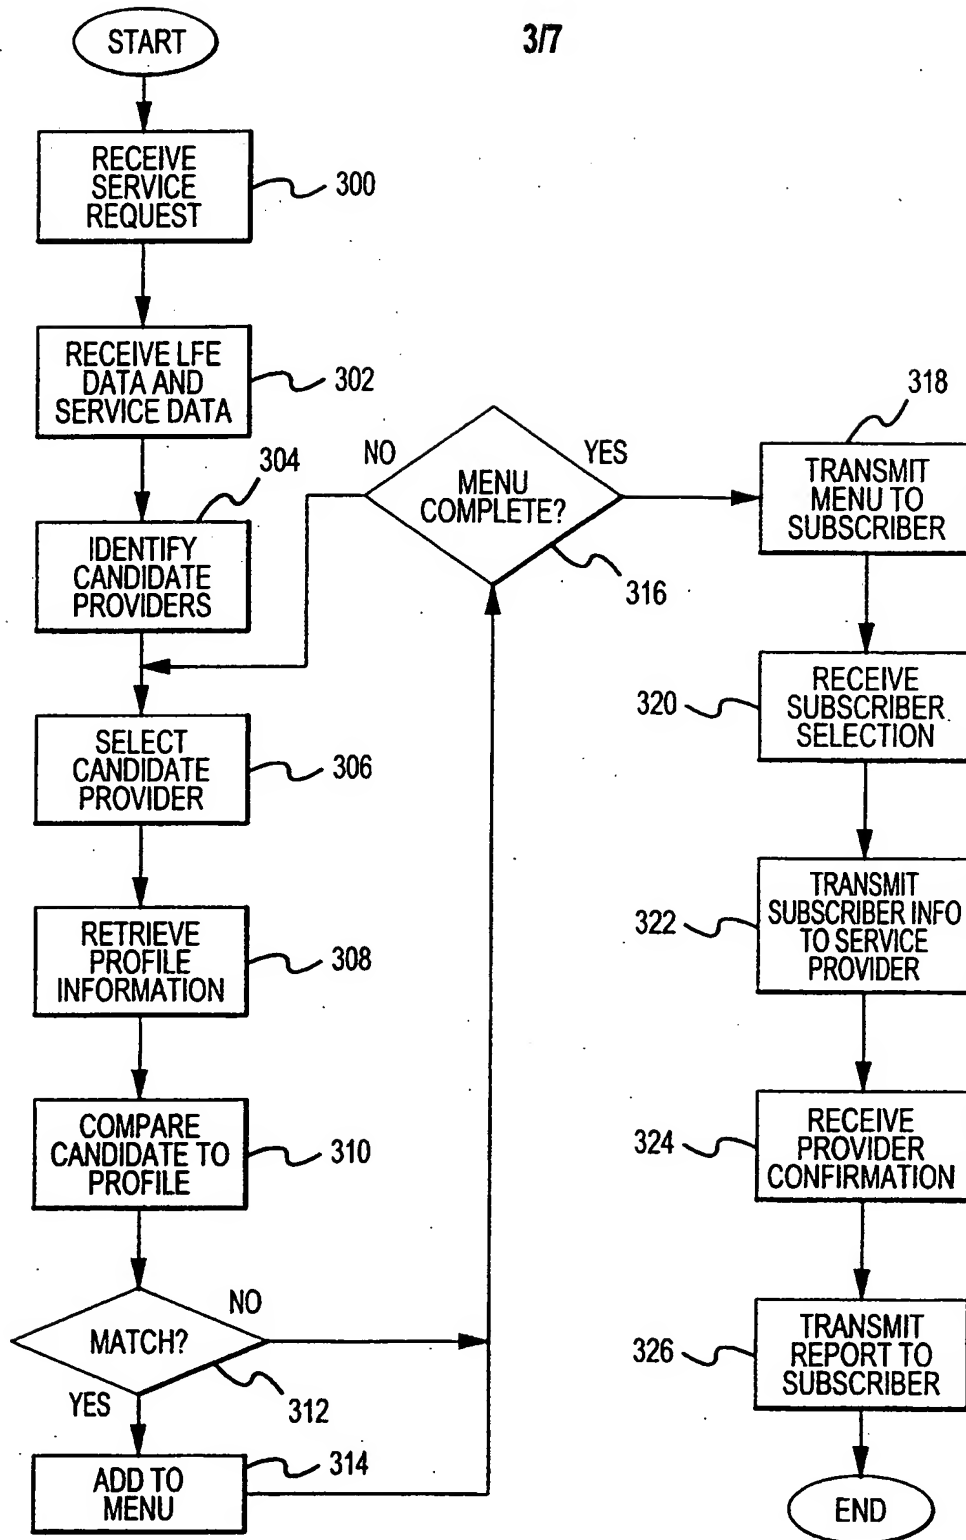 3/7
START
RECEIVE
SERVICE
REQUEST
300
RECEIVE LFE
DATA AND
SERVICE DATA
302
304
IDENTIFY
CANDIDATE
PROVIDERS
SELECT
CANDIDATE
PROVIDER
306
RETRIEVE
PROFILE
INFORMATION
308
COMPARE
CANDIDATE TO
PROFILE
310
MATCH?
NO
YES
312
ADD TO
MENU
314
MENU
COMPLETE?
NO
YES
316
318
TRANSMIT
MENU TO
SUBSCRIBER
320
RECEIVE
SUBSCRIBER
SELECTION
322
TRANSMIT
SUBSCRIBER INFO
TO SERVICE
PROVIDER
324
RECEIVE
PROVIDER
CONFIRMATION
326
TRANSMIT
REPORT TO
SUBSCRIBER
END